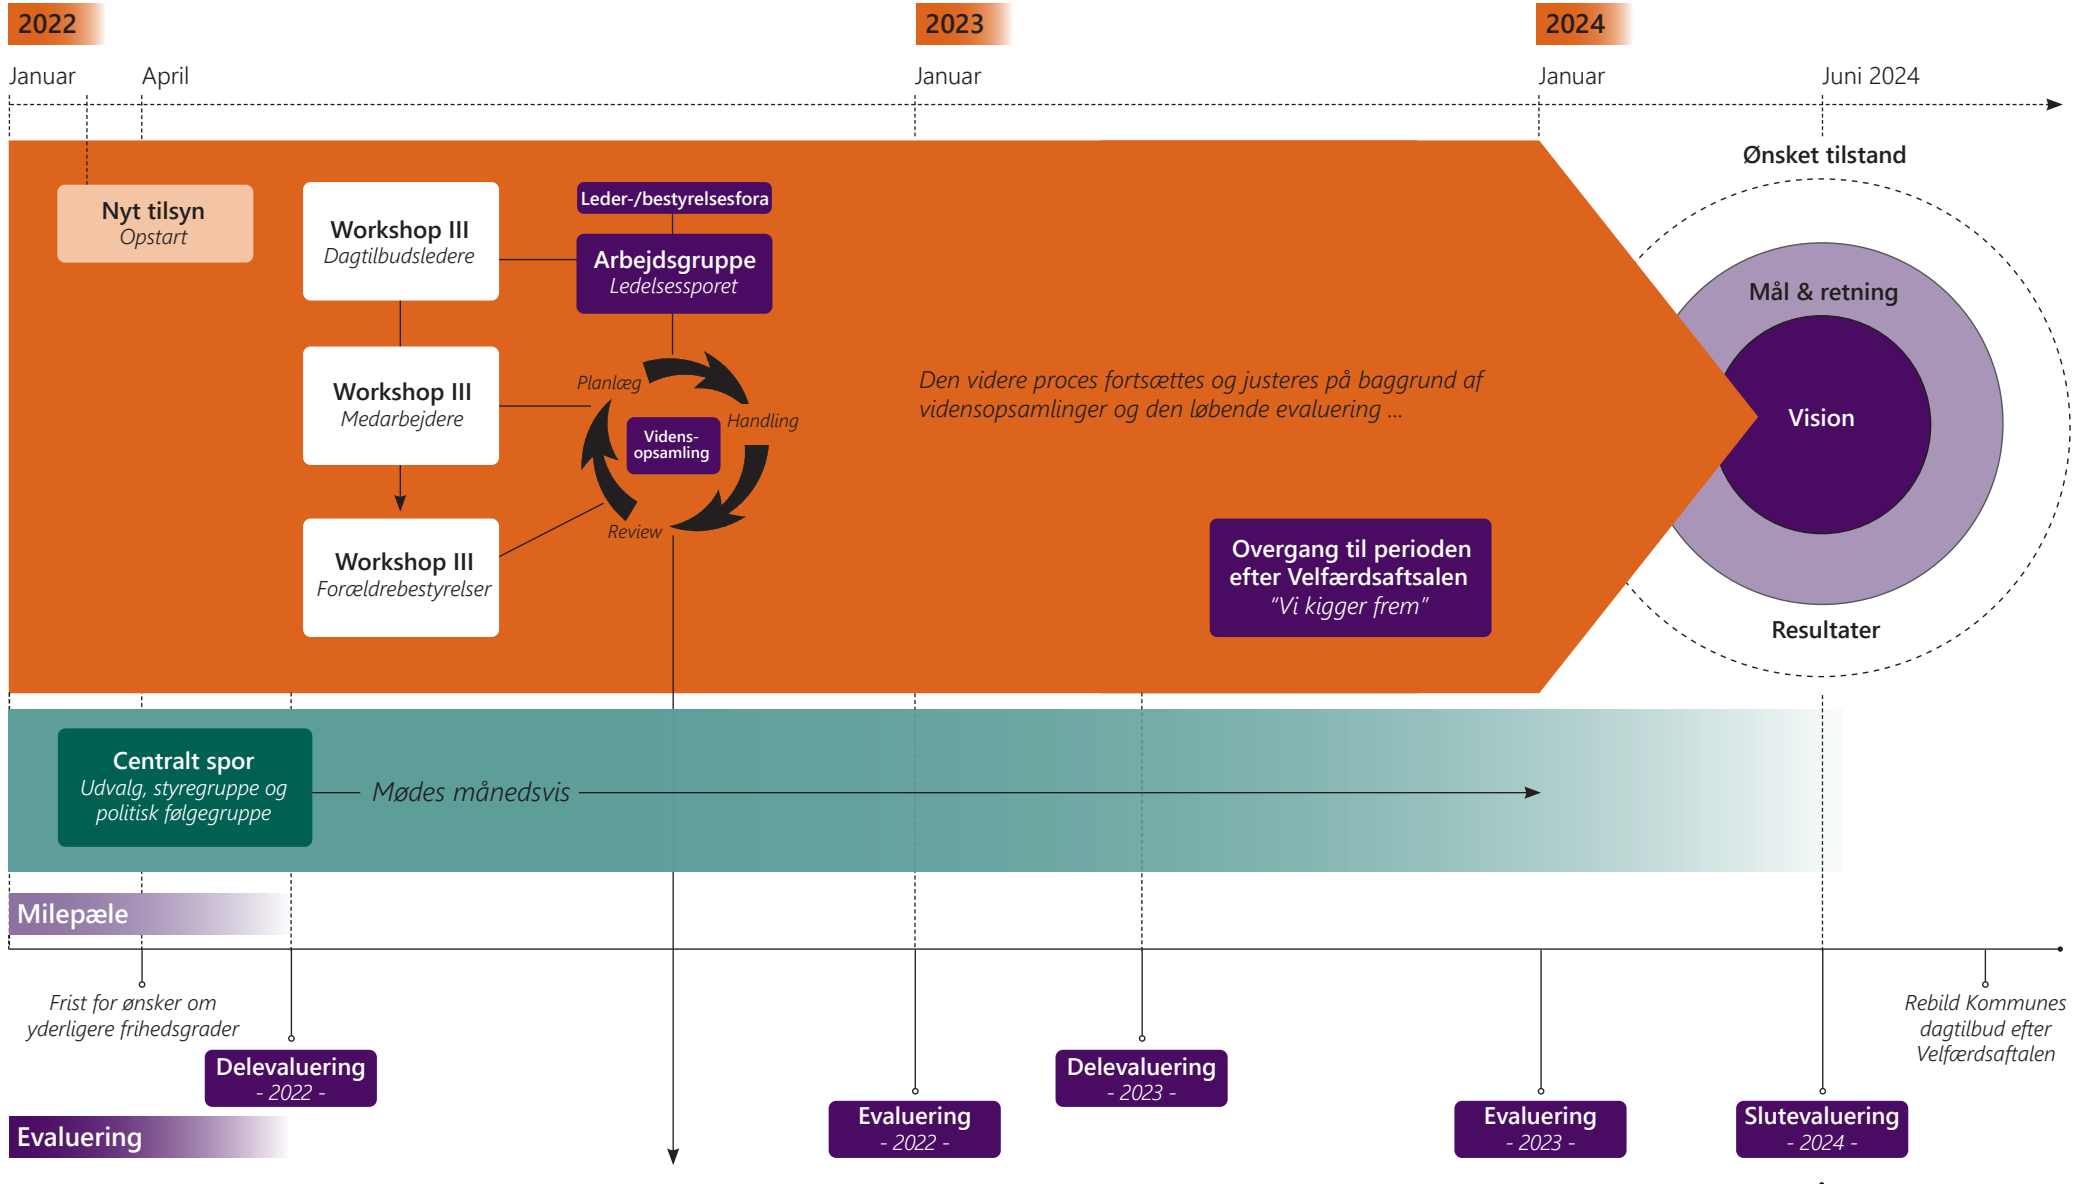 2022
2023
2024
Januar
April
Januar
Januar
Juni 2024
Nyt tilsyn
Opstart
Workshop III
Dagtilbudsledere
Leder-/bestyrelsesfora
Arbejdsgruppe
Ledelsessporet
Workshop III
Medarbejdere
Workshop III
Forældrebestyrelser
Planlæg
Handling
Videns-
opsamling
Review
Den videre proces fortsættes og justeres på baggrund af
vidensopsamlinger og den løbende evaluering ...
Overgang til perioden
efter Velfærdsaftsalen
"Vi kigger frem"
Ønsket tilstand
Mål & retning
Vision
Resultater
Centralt spor
Udvalg, styregruppe og
politisk følgegruppe
Mødes månedsvis
Milepæle
Frist for ønsker om
yderligere frihedsgrader
Rebild Kommunes
dagtilbud efter
Velfærdsaftalen
Delevaluering
- 2022 -
Evaluering
- 2022 -
Delevaluering
- 2023 -
Evaluering
- 2023 -
Slutevaluering
- 2024 -
Evaluering